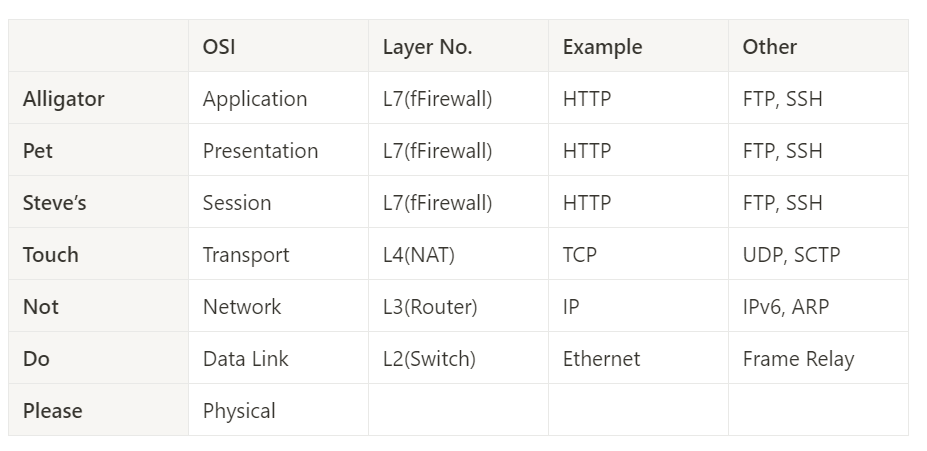 OSI Layer No. Example Other
Alligator Application L7(fFirewall) HTTP FTP, SSH
Pet Presentation L7(fFirewall) HTTP FTP, SSH
Steve’s Session L7(fFirewall) HTTP FTP, SSH
Touch Transport L4(NAT) TCP UDP, SCTP
Not Network L3(Router) IP IPv6, ARP
Do Data Link L2(Switch) Ethernet Frame Relay
Please Physical